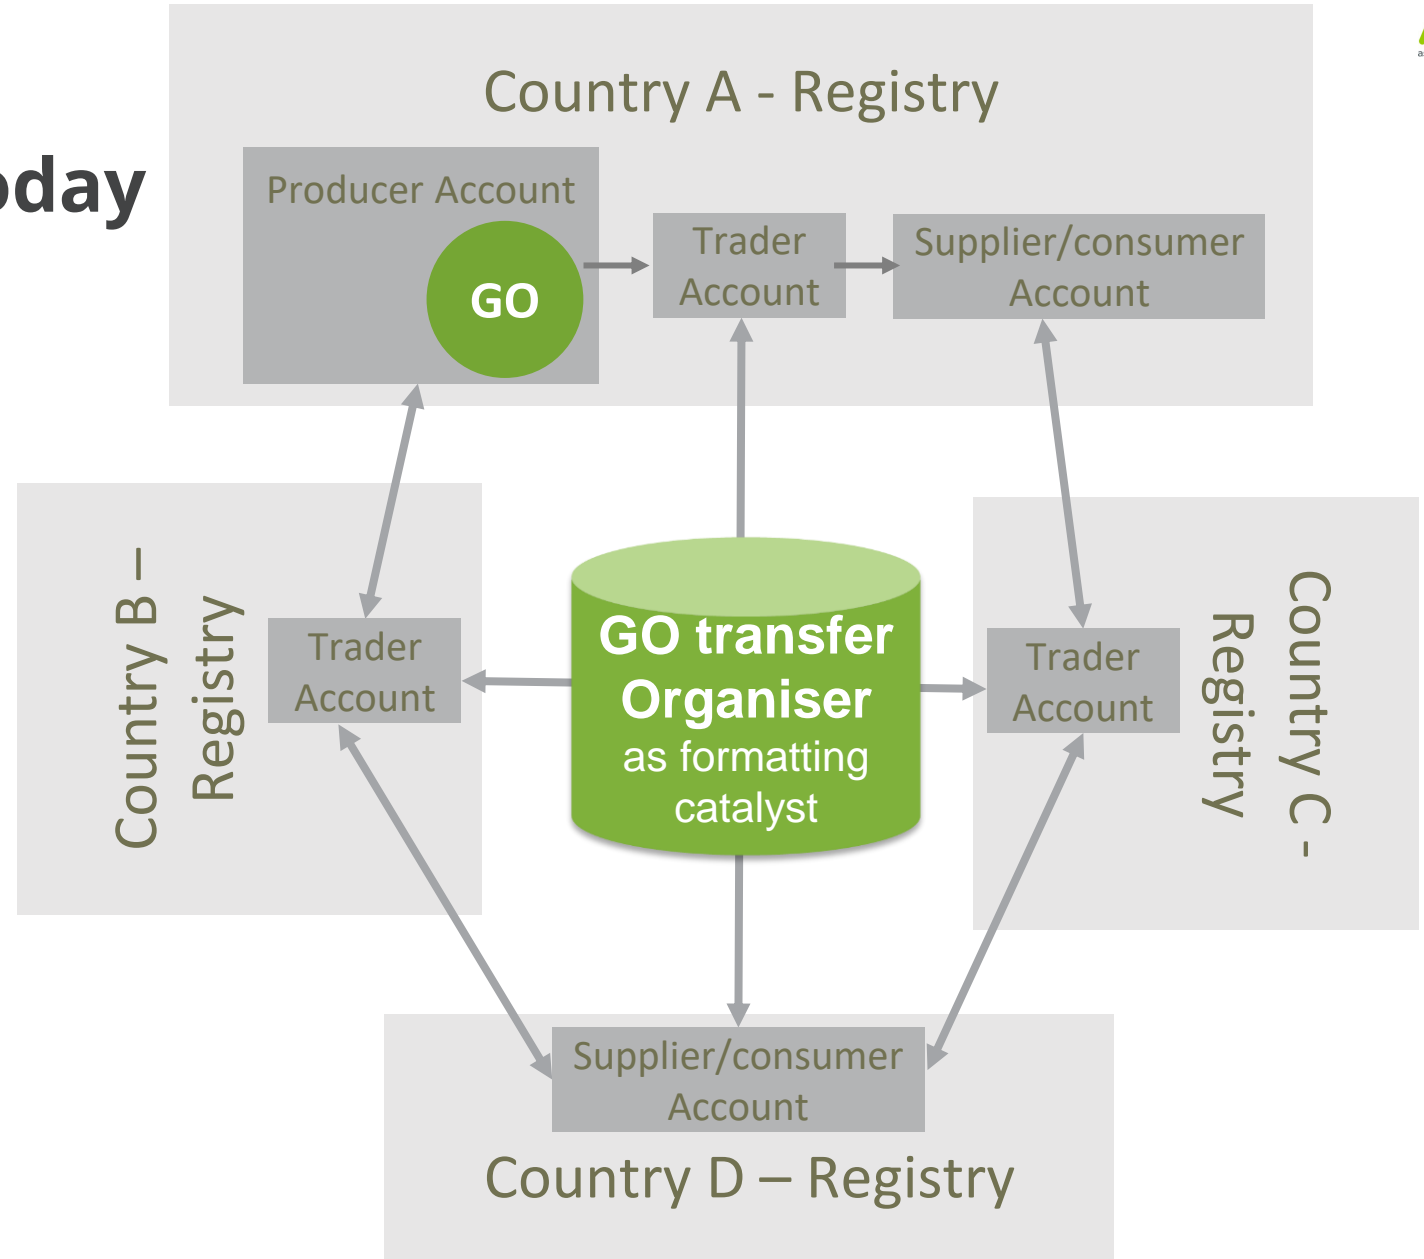 Country A - Registry
oday
Producer Account
GO
Trader
Account
Supplier/consumer
Account
Country B –
Registry
Trader
Account
GO transfer
Organiser
as formatting
catalyst
Trader
Account
Country C -
Registry
Supplier/consumer
Account
Country D – Registry